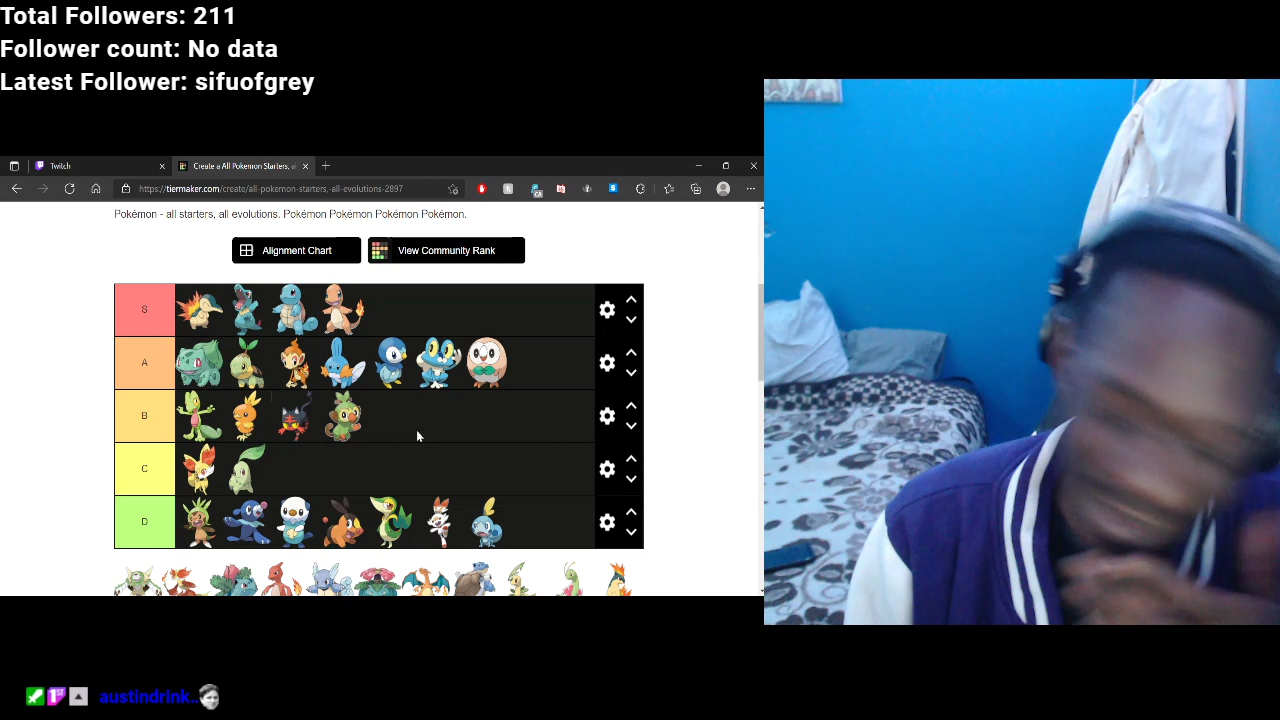 Total Followers: 211
Follower count: No data
Latest Follower: sifuofgrey
Twitch
Create a All Pokemon Starters, a
https://tiermaker.com/create/all-pokemon-starters,-all-evolutions-2897
Pokémon - all starters, all evolutions. Pokémon Pokémon Pokémon Pokémon.
Alignment Chart
View Community Rank
S
A
B
C
D
1ST
austindrink..